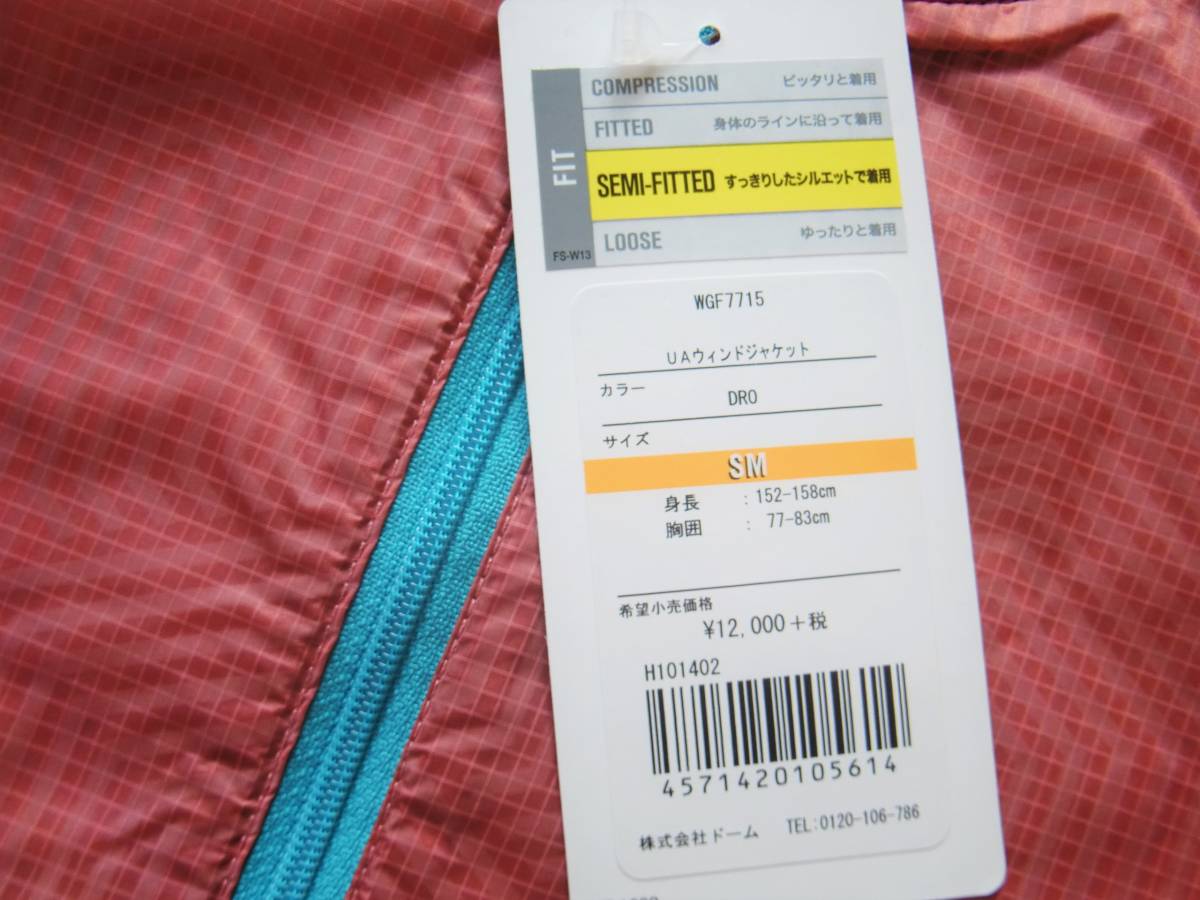 FIT
COMPRESSION ピッタリと着用
FITTED 身体のラインに沿って着用
SEMI-FITTED すっきりしたシルエットで着用
LOOSE ゆったりと着用
FS-W13
WGF7715
UAウィンドジャケット
カラー
DRO
サイズ
SM
身長 : 152-158cm
胸囲 : 77-83cm
希望小売価格
¥12,000+税
H101402
4571420105614
株式会社ドーム TEL:0120-106-786